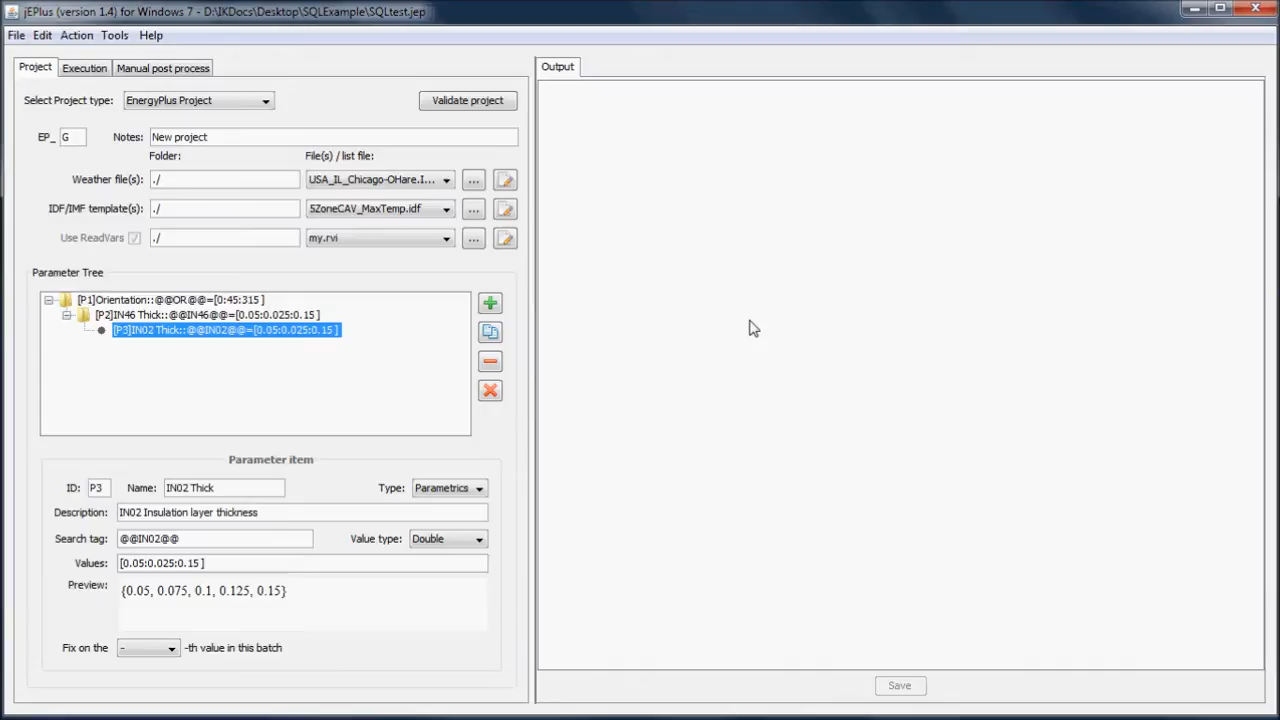 jEPlus (version 1.4) for Windows 7 - D:\IKDocs\Desktop\SQLExample\SQLtest.jep
File Edit Action Tools Help
Project Execution Manual post process
Output
Select Project type: EnergyPlus Project Validate project
EP_ G Notes: New project
Folder: File(s) / list file:
Weather file(s): ./ USA_IL_Chicago-OHare.I... ...
IDF/IMF template(s): ./ 5ZoneCAV_MaxTemp.idf ...
Use ReadVars ./ my.rvi ...
Parameter Tree
[P1]Orientation::@@OR@@=[0:45:315 ]
[P2]IN46 Thick::@@IN46@@=[0.05:0.025:0.15 ]
[P3]IN02 Thick::@@IN02@@=[0.05:0.025:0.15 ]
Parameter item
ID: P3 Name: IN02 Thick Type: Parametrics
Description: IN02 Insulation layer thickness
Search tag: @@IN02@@ Value type: Double
Values: [0.05:0.025:0.15 ]
Preview: {0.05, 0.075, 0.1, 0.125, 0.15}
Fix on the - -th value in this batch
Save